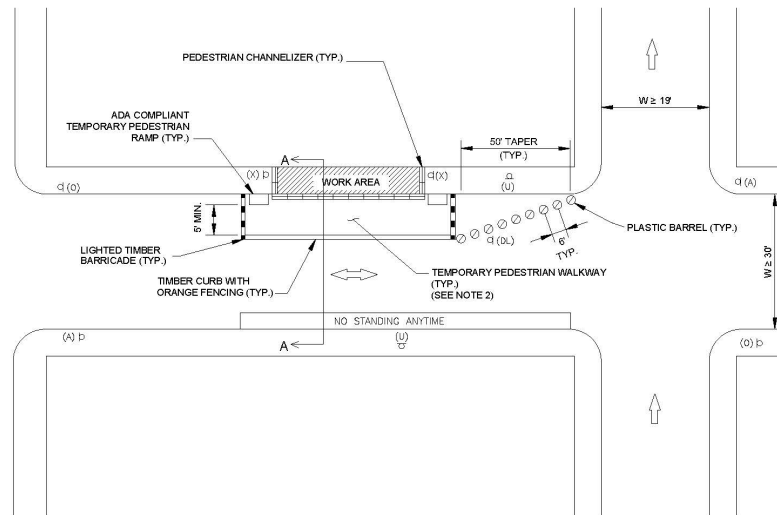 PEDESTRIAN CHANNELIZER (TYP.)
ADA COMPLIANT
TEMPORARY PEDESTRIAN
RAMP (TYP.)
50' TAPER
(TYP.)
W ≥ 19'
A
(X)
WORK AREA
(X)
(U)
(O)
(A)
5' MIN.
PLASTIC BARREL (TYP.)
(DL)
6'
TYP.
W ≥ 30'
LIGHTED TIMBER
BARRICADE (TYP.)
TIMBER CURB WITH
ORANGE FENCING (TYP.)
TEMPORARY PEDESTRIAN WALKWAY
(TYP.)
(SEE NOTE 2)
NO STANDING ANYTIME
(A)
A
(U)
(O)